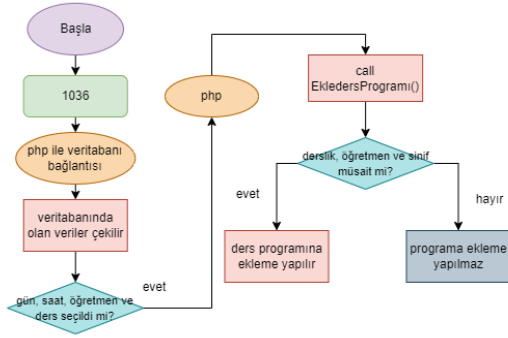 Başla
1036
php ile veritabanı
bağlantısı
veritabanında
olan veriler çekilir
gün, saat, öğretmen ve
ders seçildi mi?
evet
php
call
EkledersProgramı()
derslik, öğretmen ve sinif
müsait mi?
evet
hayır
ders programına
ekleme yapılır
programa ekleme
yapılmaz